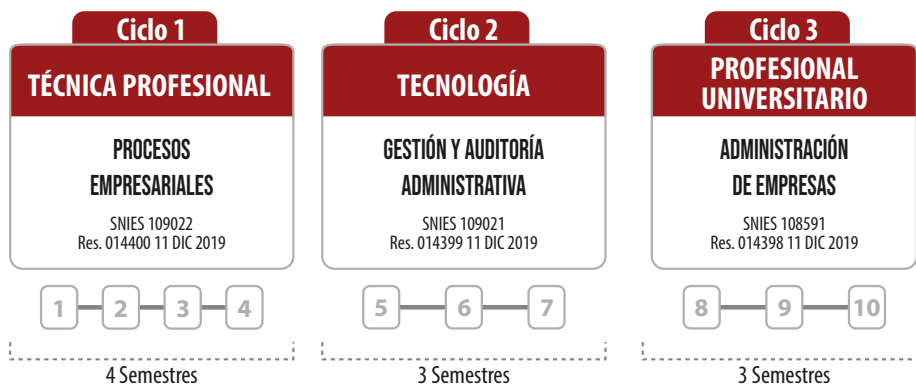 Ciclo 1
TÉCNICA PROFESIONAL
PROCESOS
EMPRESARIALES
SNIES 109022
Res. 014400 11 DIC 2019
1
2
3
4
4 Semestres
Ciclo 2
TECNOLOGÍA
GESTIÓN Y AUDITORÍA
ADMINISTRATIVA
SNIES 109021
Res. 014399 11 DIC 2019
5
6
7
3 Semestres
Ciclo 3
PROFESIONAL
UNIVERSITARIO
ADMINISTRACIÓN
DE EMPRESAS
SNIES 108591
Res. 014398 11 DIC 2019
8
9
10
3 Semestres